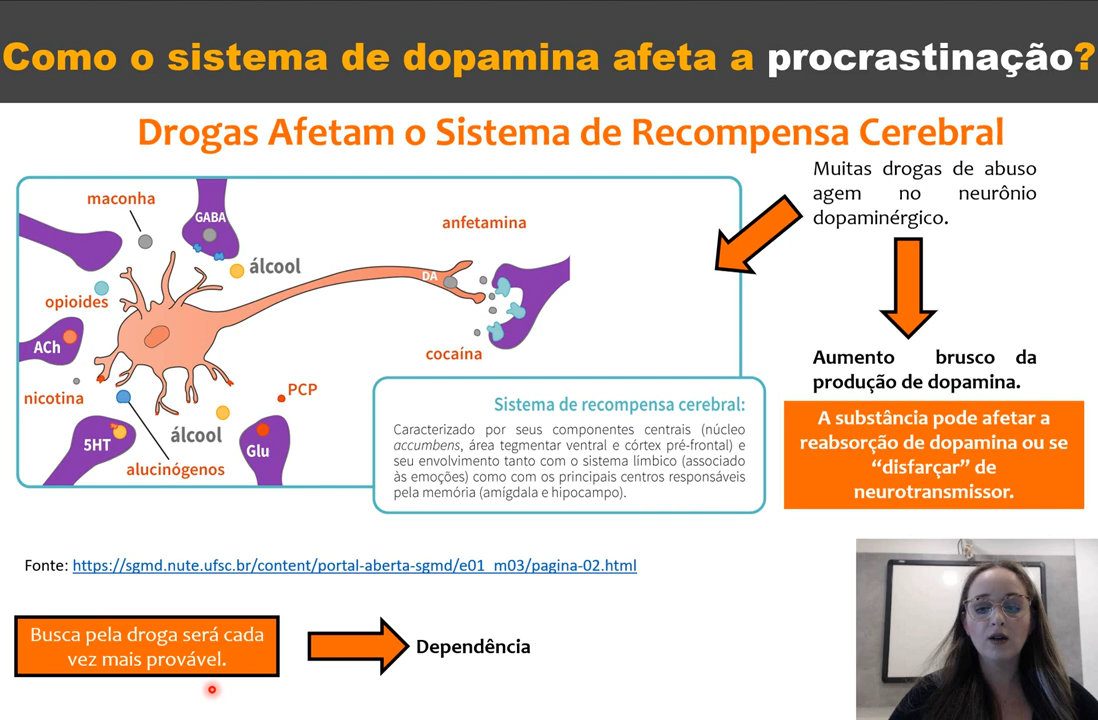 Como o sistema de dopamina afeta a procrastinação?
Drogas Afetam o Sistema de Recompensa Cerebral
Muitas drogas de abuso
agem no neurônio
dopaminérgico.
maconha
GABA
álcool
anfetamina
DA
opioides
ACh
cocaína
nicotina
PCP
álcool
5HT
Glu
alucinógenos
Sistema de recompensa cerebral:
Caracterizado por seus componentes centrais (núcleo
accumbens, área tegmentar ventral e córtex pré-frontal) e
seu envolvimento tanto com o sistema límbico (associado
às emoções) como com os principais centros responsáveis
pela memória (amígdala e hipocampo).
Aumento brusco da
produção de dopamina.
A substância pode afetar a
reabsorção de dopamina ou se
“disfarçar” de
neurotransmissor.
Fonte: https://sgmd.nute.ufsc.br/content/portal-aberta-sgmd/e01_m03/pagina-02.html
Busca pela droga será cada
vez mais provável.
Dependência